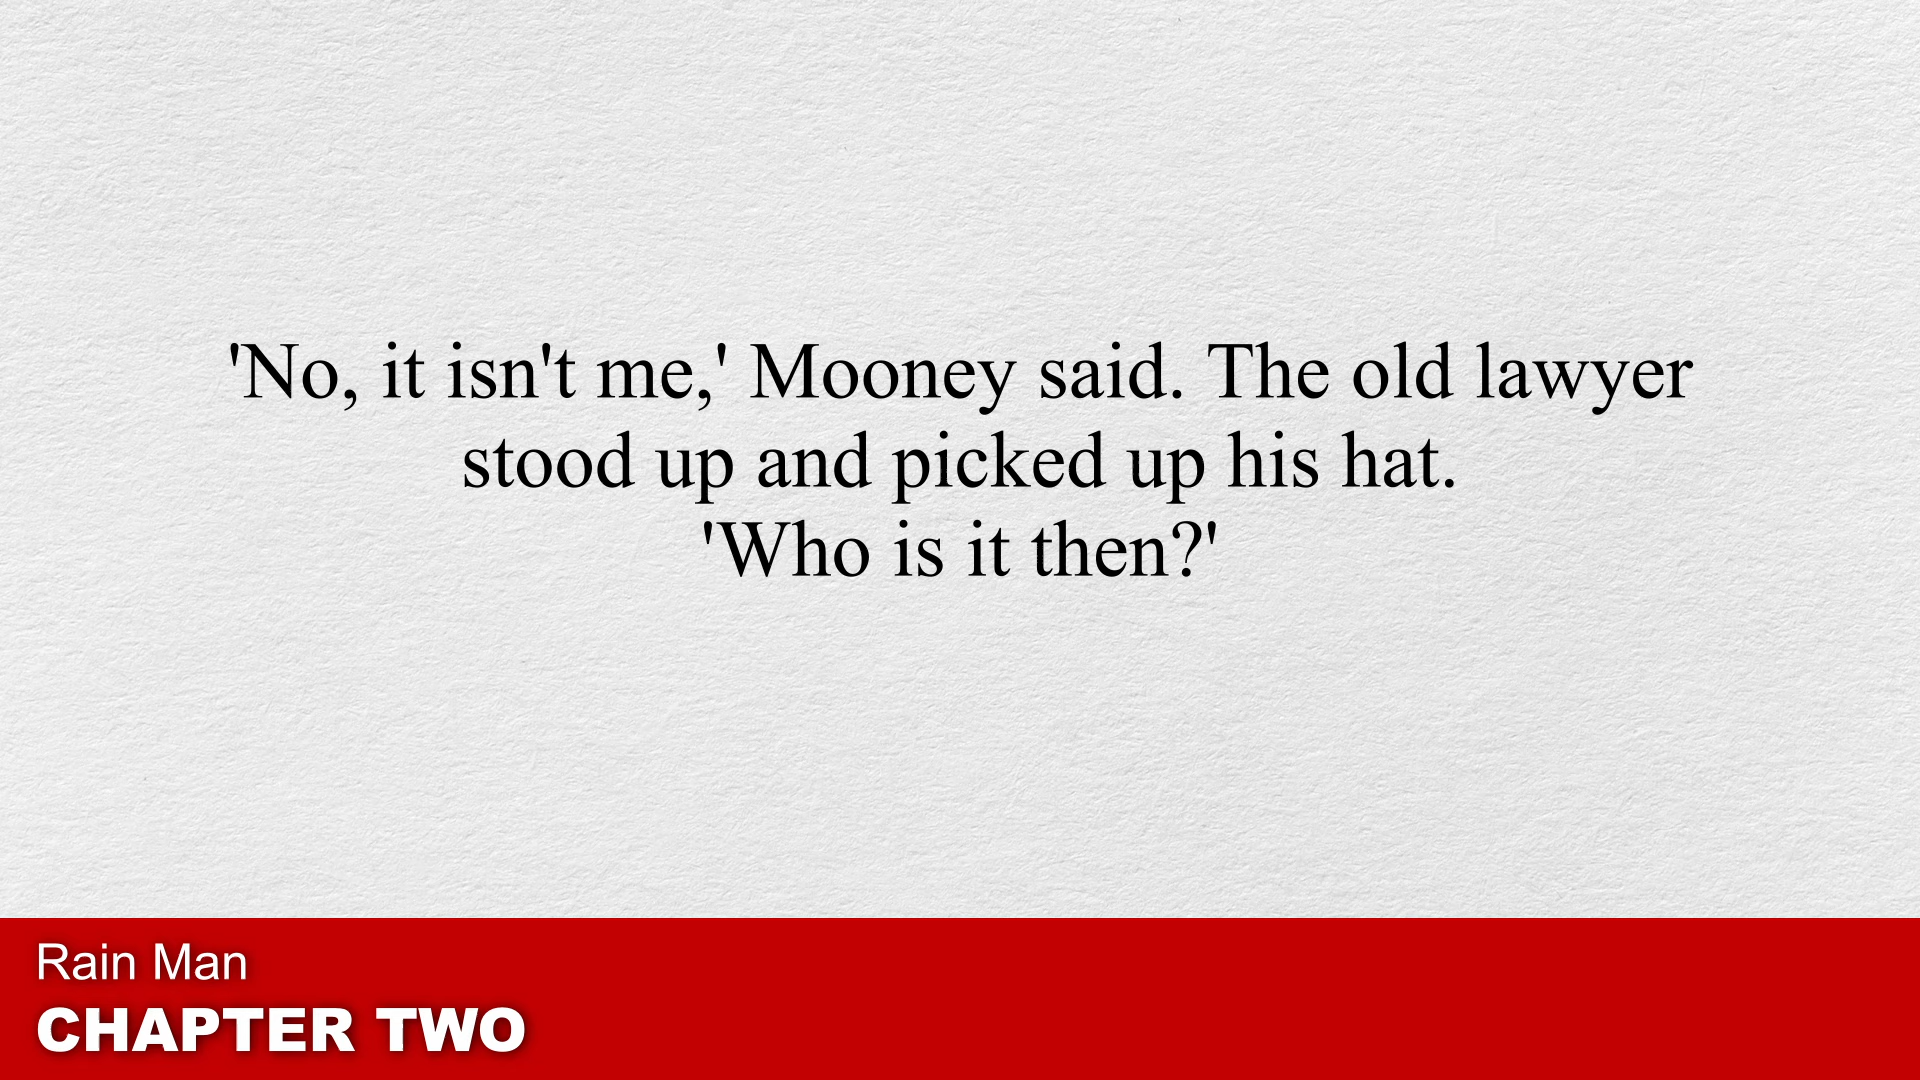 'No, it isn't me,' Mooney said. The old lawyer
stood up and picked up his hat.
'Who is it then?'
Rain Man
CHAPTER TWO